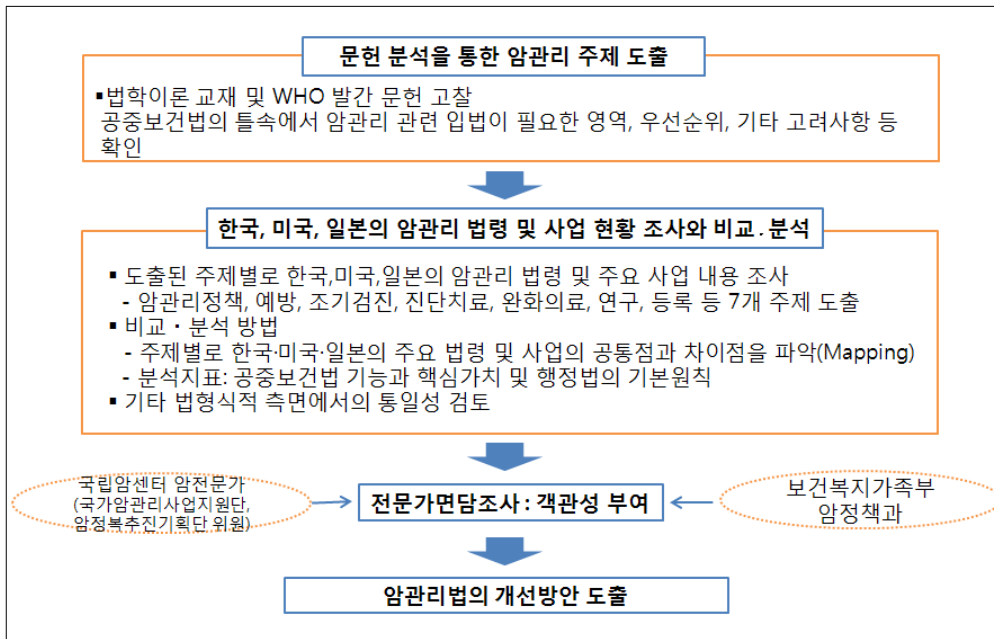 문헌 분석을 통한 암관리 주제 도출
▪법학이론 교재 및 WHO 발간 문헌 고찰
공중보건법의 틀속에서 암관리 관련 입법이 필요한 영역, 우선순위, 기타 고려사항 등
확인
한국, 미국, 일본의 암관리 법령 및 사업 현황 조사와 비교.분석
▪ 도출된 주제별로 한국,미국,일본의 암관리 법령 및 주요 사업 내용 조사
- 암관리정책, 예방, 조기검진, 진단치료, 완화의료, 연구, 등록 등 7개 주제 도출
▪ 비교・분석 방법
- 주제별로 한국·미국·일본의 주요 법령 및 사업의 공통점과 차이점을 파악(Mapping)
- 분석지표: 공중보건법 기능과 핵심가치 및 행정법의 기본원칙
▪ 기타 법형식적 측면에서의 통일성 검토
국립암센터 암전문가
(국가암관리사업지원단,
암정복추진기획단 위원)
전문가면담조사 : 객관성 부여
보건복지가족부
암정책과
암관리법의 개선방안 도출